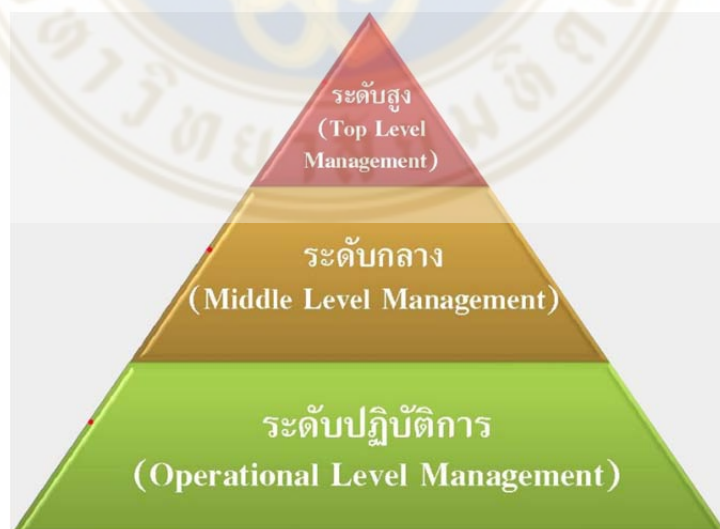 ระดับสูง
(Top Level
Management)
ระดับกลาง
(Middle Level Management)
ระดับปฏิบัติการ
(Operational Level Management)